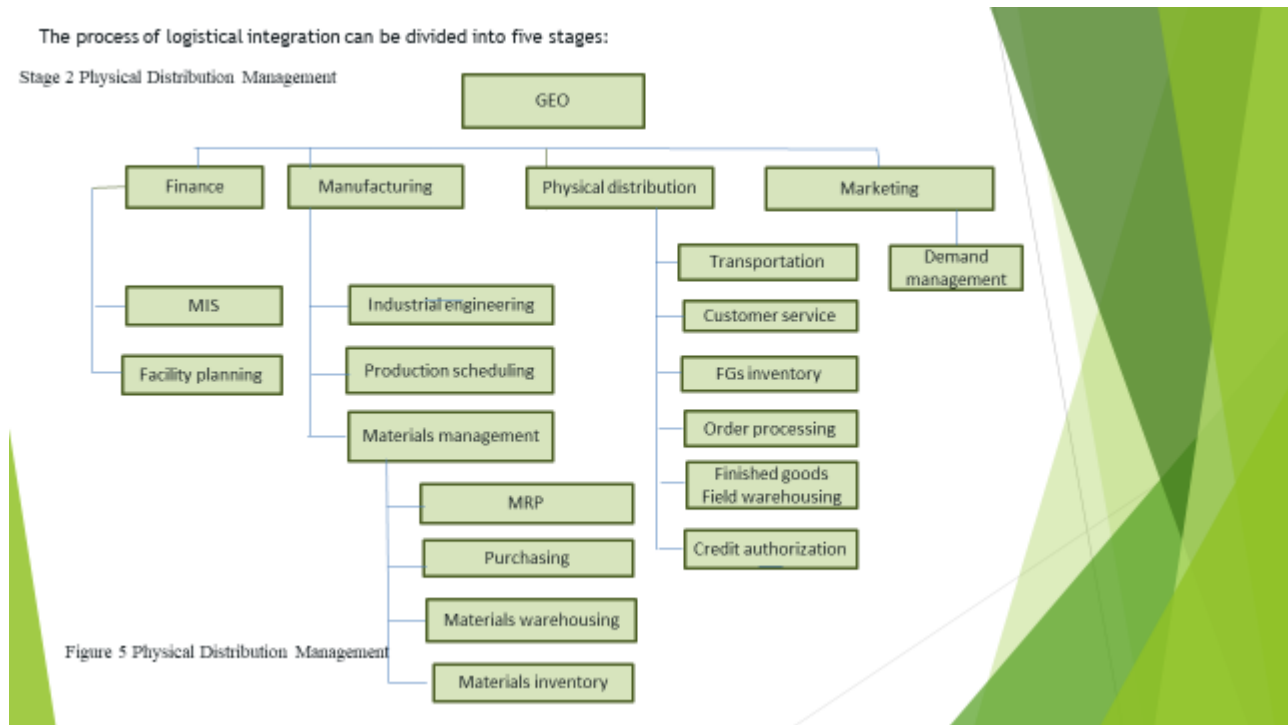 The process of logistical integration can be divided into five stages:
Stage 2 Physical Distribution Management
GEO
Finance
Manufacturing
Physical distribution
Marketing
MIS
Facility planning
Industrial engineering
Production scheduling
Materials management
MRP
Purchasing
Materials warehousing
Materials inventory
Transportation
Customer service
FGs inventory
Order processing
Finished goods
Field warehousing
Credit authorization
Demand
management
Figure 5 Physical Distribution Management